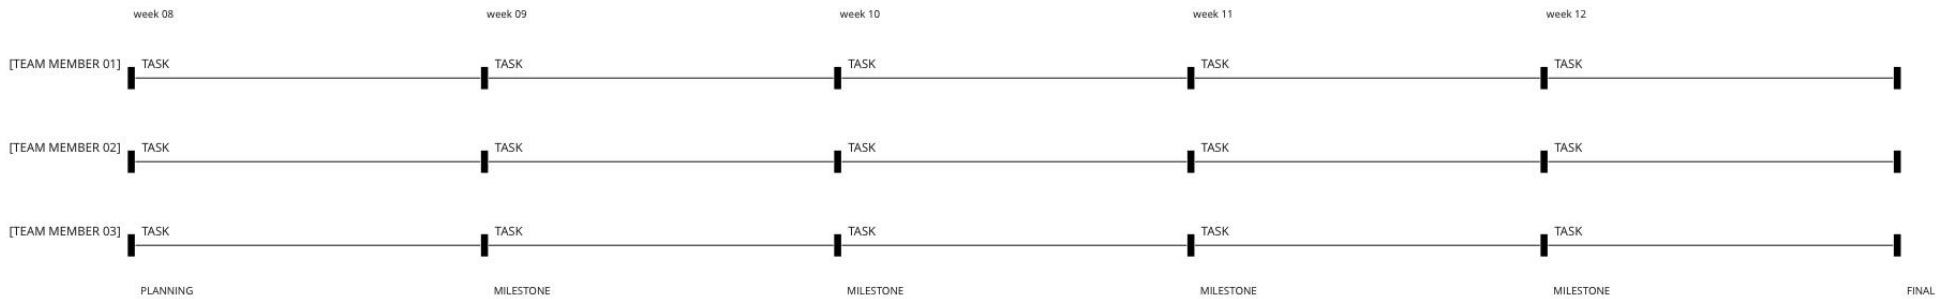 week 08 week 09 week 10 week 11 week 12
[TEAM MEMBER 01] TASK TASK TASK TASK TASK
[TEAM MEMBER 02] TASK TASK TASK TASK TASK
[TEAM MEMBER 03] TASK TASK TASK TASK TASK
PLANNING MILESTONE MILESTONE MILESTONE MILESTONE FINAL